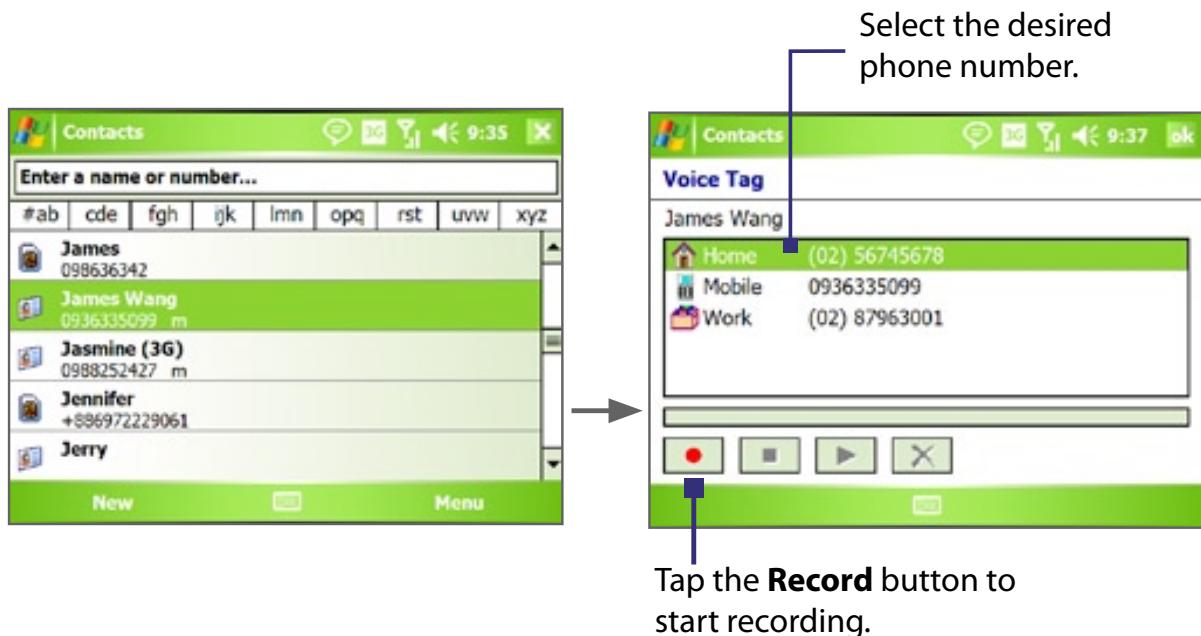 Select the desired
phone number.
Contacts 3G 9:35
Enter a name or number...
#ab cde fgh ijk lmn opq rst uvw xyz
James
098636342
James Wang
0936335099 m
Jasmine (3G)
0988252427 m
Jennifer
+886972229061
Jerry
New Menu
Contacts 3G 9:37 ok
Voice Tag
James Wang
Home (02) 56745678
Mobile 0936335099
Work (02) 87963001
Tap the Record button to
start recording.